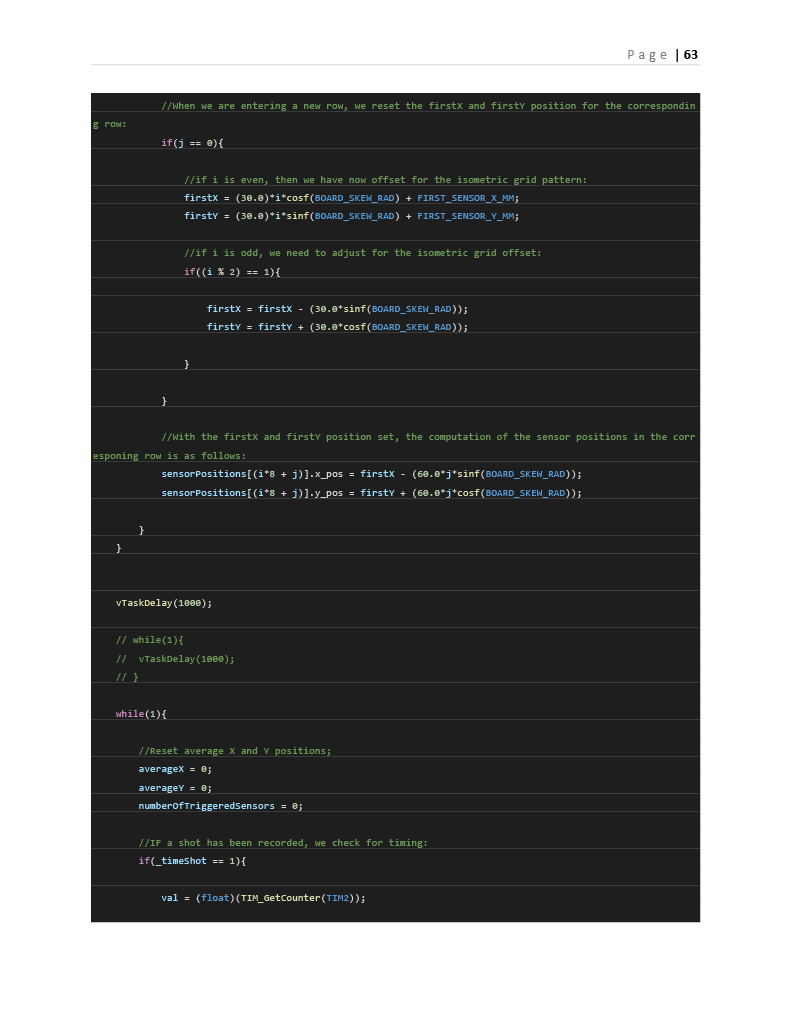 Page | 63
//When we are entering a new row, we reset the firstX and firstY position for the correspondin
g row:
if(j == 0){
//if i is even, then we have now offset for the isometric grid pattern:
firstX = (30.0)*i*cosf(BOARD_SKEW_RAD) + FIRST_SENSOR_X_MM;
firstY = (30.0)*i*sinf(BOARD_SKEW_RAD) + FIRST_SENSOR_Y_MM;
//if i is odd, we need to adjust for the isometric grid offset:
if((i % 2) == 1){
firstX = firstX - (30.0*sinf(BOARD_SKEW_RAD));
firstY = firstY + (30.0*cosf(BOARD_SKEW_RAD));
}
}
//With the firstX and firstY position set, the computation of the sensor positions in the corr
esponing row is as follows:
sensorPositions[(i*8 + j)].x_pos = firstX - (60.0*j*sinf(BOARD_SKEW_RAD));
sensorPositions[(i*8 + j)].y_pos = firstY + (60.0*j*cosf(BOARD_SKEW_RAD));
}
}
vTaskDelay(1000);
// while(1){
//  vTaskDelay(1000);
// }
while(1){
//Reset average X and Y positions;
averageX = 0;
averageY = 0;
numberOfTriggeredSensors = 0;
//IF a shot has been recorded, we check for timing:
if(_timeShot == 1){
val = (float)(TIM_GetCounter(TIM2));